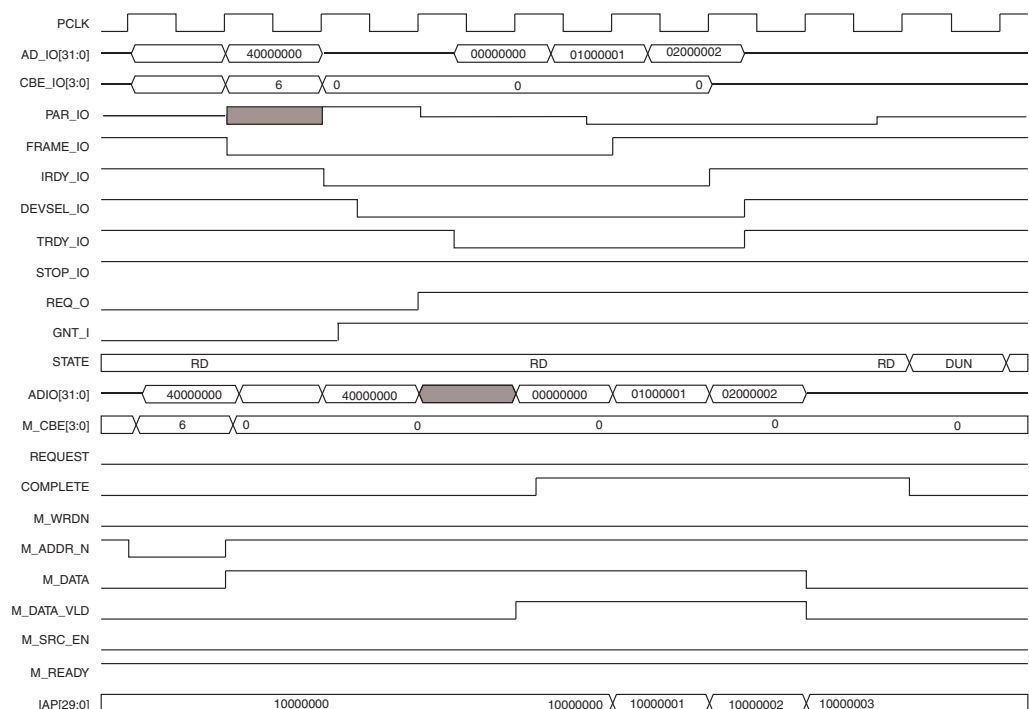 PCLK
AD_IO[31:0] 40000000 00000000 01000001 02000002
CBE_IO[3:0] 6 0 0 0
PAR_IO
FRAME_IO
IRDY_IO
DEVSEL_IO
TRDY_IO
STOP_IO
REQ_O
GNT_I
STATE RD RD RD DUN
ADIO[31:0] 40000000 40000000 00000000 01000001 02000002
M_CBE[3:0] 6 0 0 0 0 0
REQUEST
COMPLETE
M_WRDN
M_ADDR_N
M_DATA
M_DATA_VLD
M_SRC_EN
M_READY
IAP[29:0] 10000000 10000000 10000001 10000002 10000003